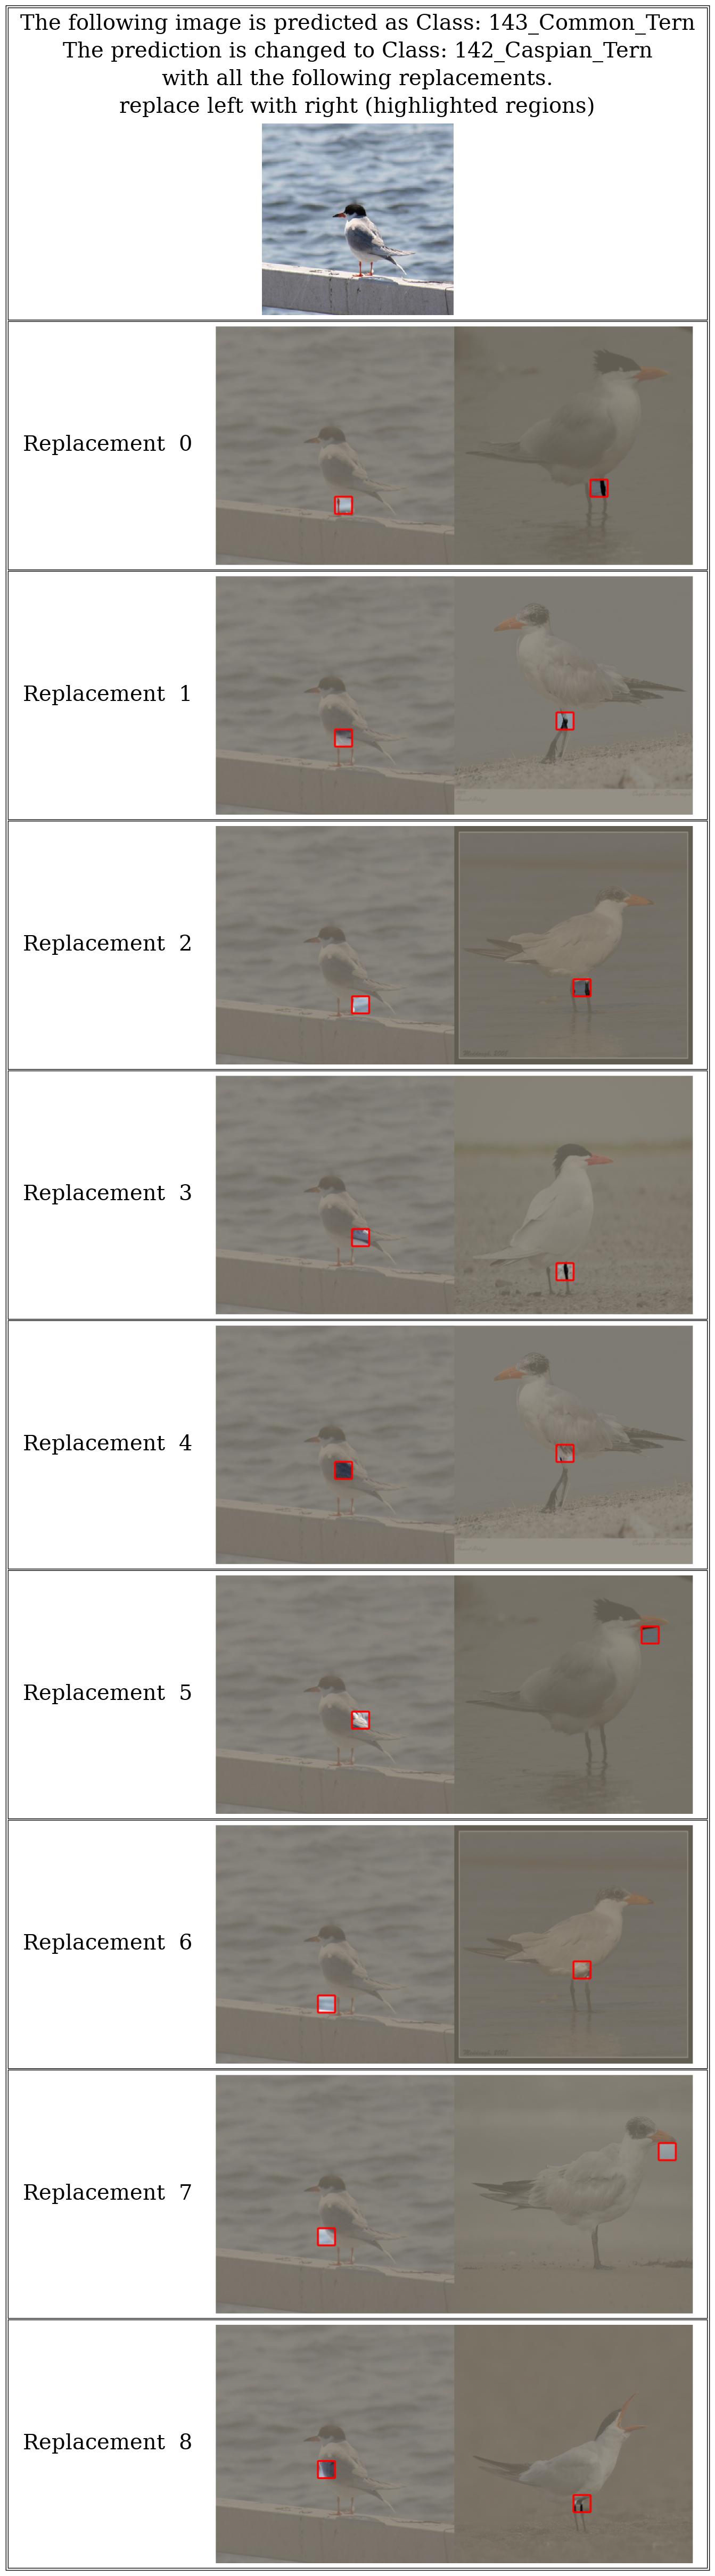 The following image is predicted as Class: 143_Common_Tern
The prediction is changed to Class: 142_Caspian_Tern
with all the following replacements.
replace left with right (highlighted regions)
Replacement 0
Replacement 1
Replacement 2
Replacement 3
Replacement 4
Replacement 5
Replacement 6
Replacement 7
Replacement 8